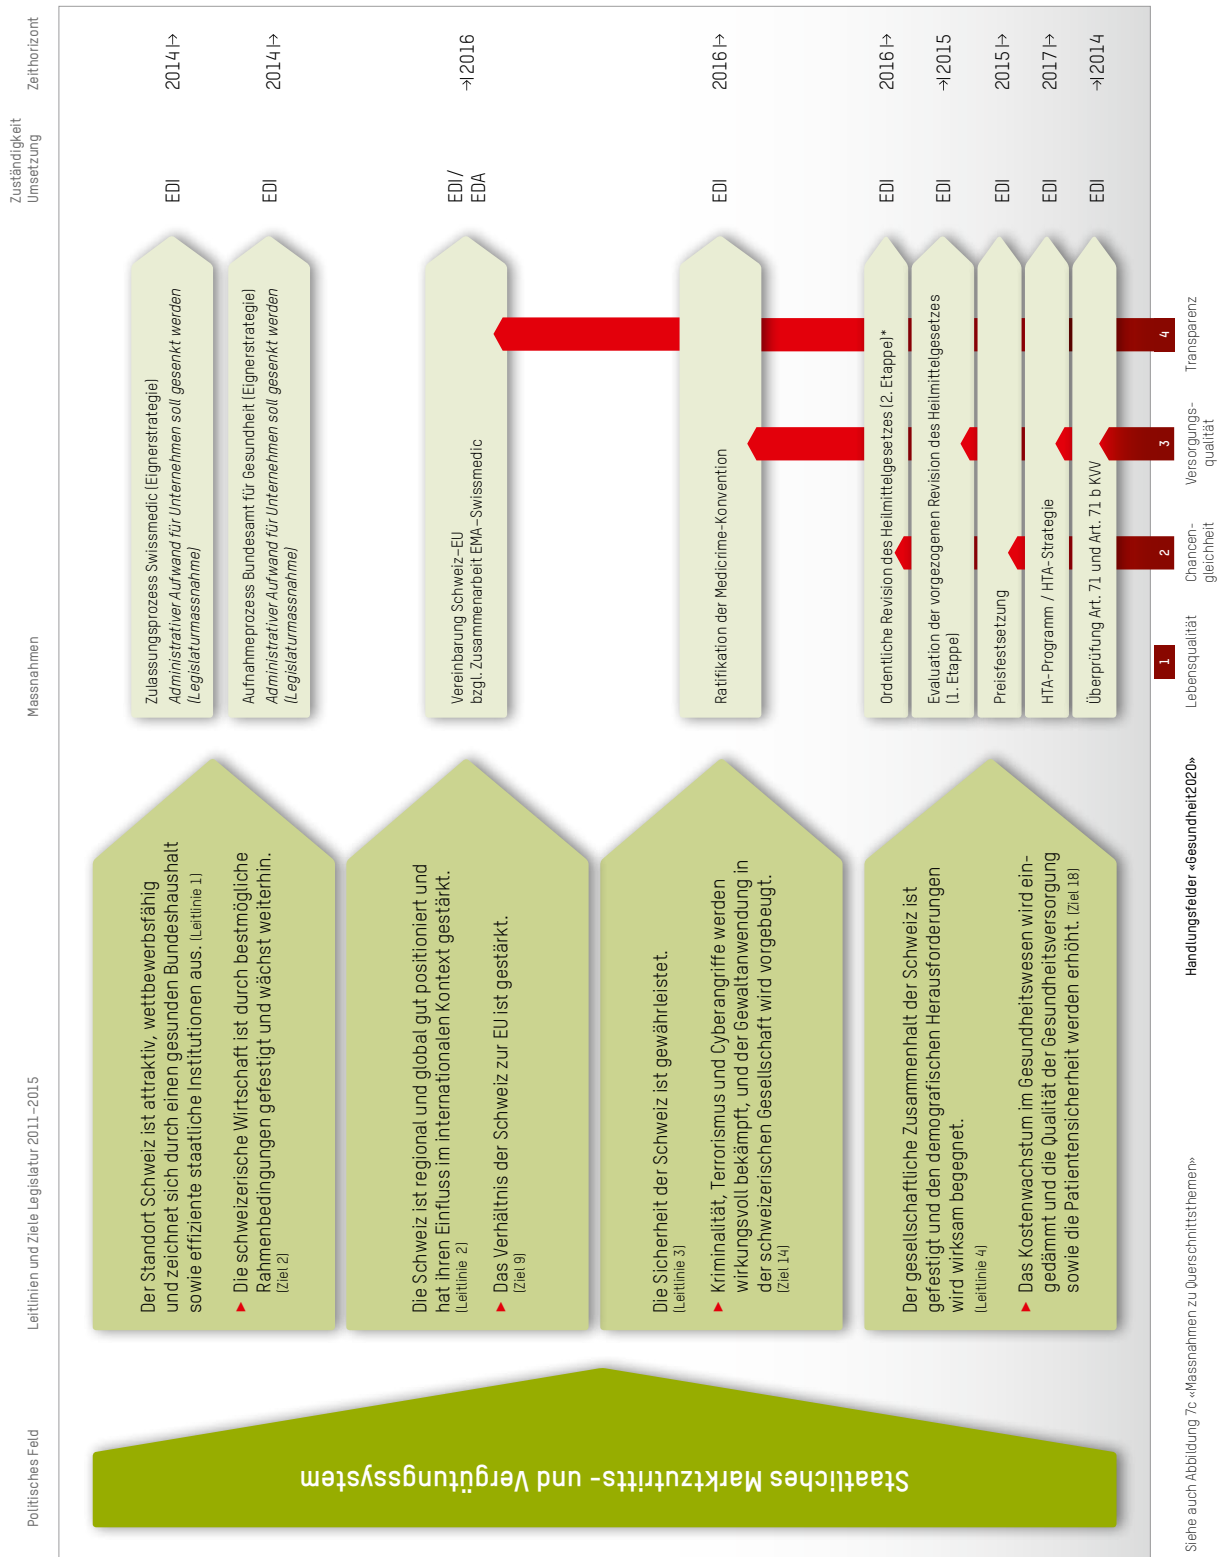 Politisches Feld
Leitlinien und Ziele Legislatur 2011–2015
Massnahmen
Zuständigkeit
Umsetzung
Zeithorizont
Staatliches Marktzutritts- und Vergütungssystem
Der Standort Schweiz ist attraktiv, wettbewerbsfähig
und zeichnet sich durch einen gesunden Bundeshaushalt
sowie effiziente staatliche Institutionen aus. (Leitlinie 1)
▶ Die schweizerische Wirtschaft ist durch bestmögliche
Rahmenbedingungen gefestigt und wächst weiterhin.
(Ziel 2)
Zulassungsprozess Swissmedic (Eignerstrategie)
Administrativer Aufwand für Unternehmen soll gesenkt werden
(Legislaturmassnahme)
EDI
2014 I→
Aufnahmeprozess Bundesamt für Gesundheit (Eignerstrategie)
Administrativer Aufwand für Unternehmen soll gesenkt werden
(Legislaturmassnahme)
EDI
2014 I→
Die Schweiz ist regional und global gut positioniert und
hat ihren Einfluss im internationalen Kontext gestärkt.
(Leitlinie 2)
▶ Das Verhältnis der Schweiz zur EU ist gestärkt.
(Ziel 9)
Vereinbarung Schweiz–EU
bzgl. Zusammenarbeit EMA–Swissmedic
EDI/
EDA
→I 2016
Die Sicherheit der Schweiz ist gewährleistet.
(Leitlinie 3)
▶ Kriminalität, Terrorismus und Cyberangriffe werden
wirkungsvoll bekämpft, und der Gewaltanwendung in
der schweizerischen Gesellschaft wird vorgebeugt.
(Ziel 14)
Ratifikation der Medicrime-Konvention
EDI
2016 I→
Der gesellschaftliche Zusammenhalt der Schweiz ist
gefestigt und den demografischen Herausforderungen
wird wirksam begegnet.
(Leitlinie 4)
▶ Das Kostenwachstum im Gesundheitswesen wird ein-
gedämmt und die Qualität der Gesundheitsversorgung
sowie die Patientensicherheit werden erhöht. (Ziel 18)
Ordentliche Revision des Heilmittelgesetzes (2. Etappe)*
EDI
2016 I→
Evaluation der vorgezogenen Revision des Heilmittelgesetzes
(1. Etappe)
EDI
→I 2015
Preisfestsetzung
EDI
2015 I→
HTA-Programm / HTA-Strategie
EDI
2017 I→
Überprüfung Art. 71 und Art. 71 b KVV
EDI
→I 2014
Handlungsfelder «Gesundheit2020»
1
Lebensqualität
2
Chancen-
gleichheit
3
Versorgungs-
qualität
4
Transparenz
Siehe auch Abbildung 7c «Massnahmen zu Querschnittsthemen»